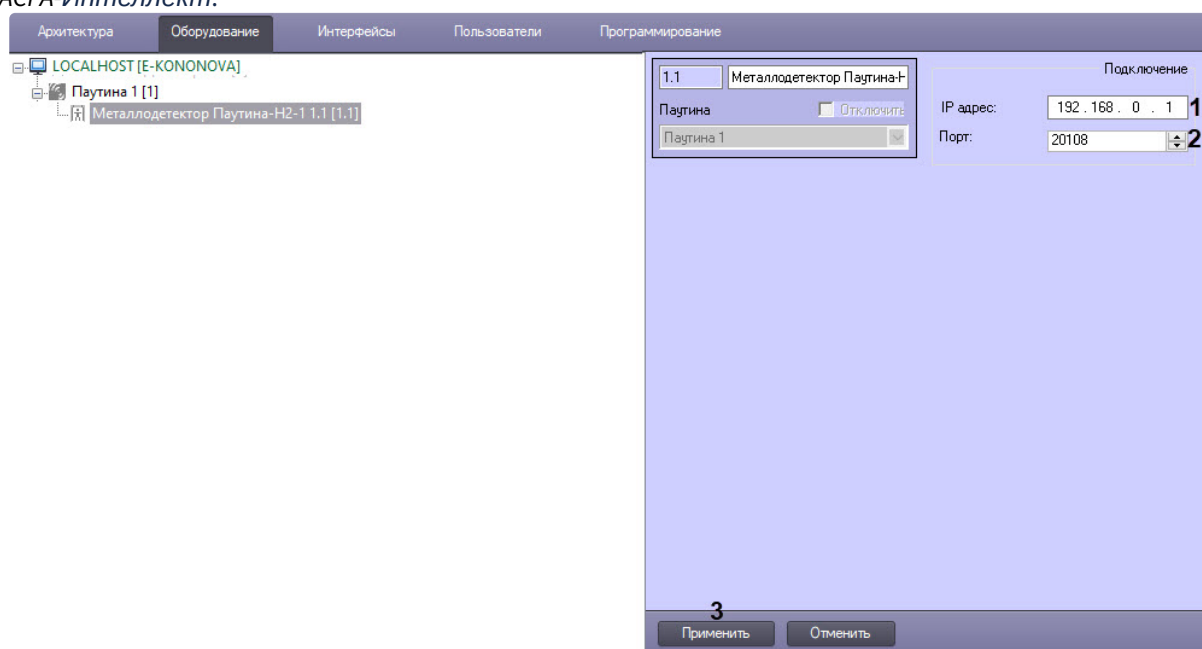 ACFA-Интеллект.
Архитектура Оборудование Интерфейсы Пользователи Программирование
LOCALHOST [E-KONONOVA]
Паутина 1 [1]
Металлодетектор Паутина-Н2-1 1.1 [1.1]
1.1 Металлодетектор Паутина-Н
Паутина Отключить
Паутина 1
Подключение
IP адрес: 192 . 168 . 0 . 1 1
Порт: 20108 2
3
Применить Отменить